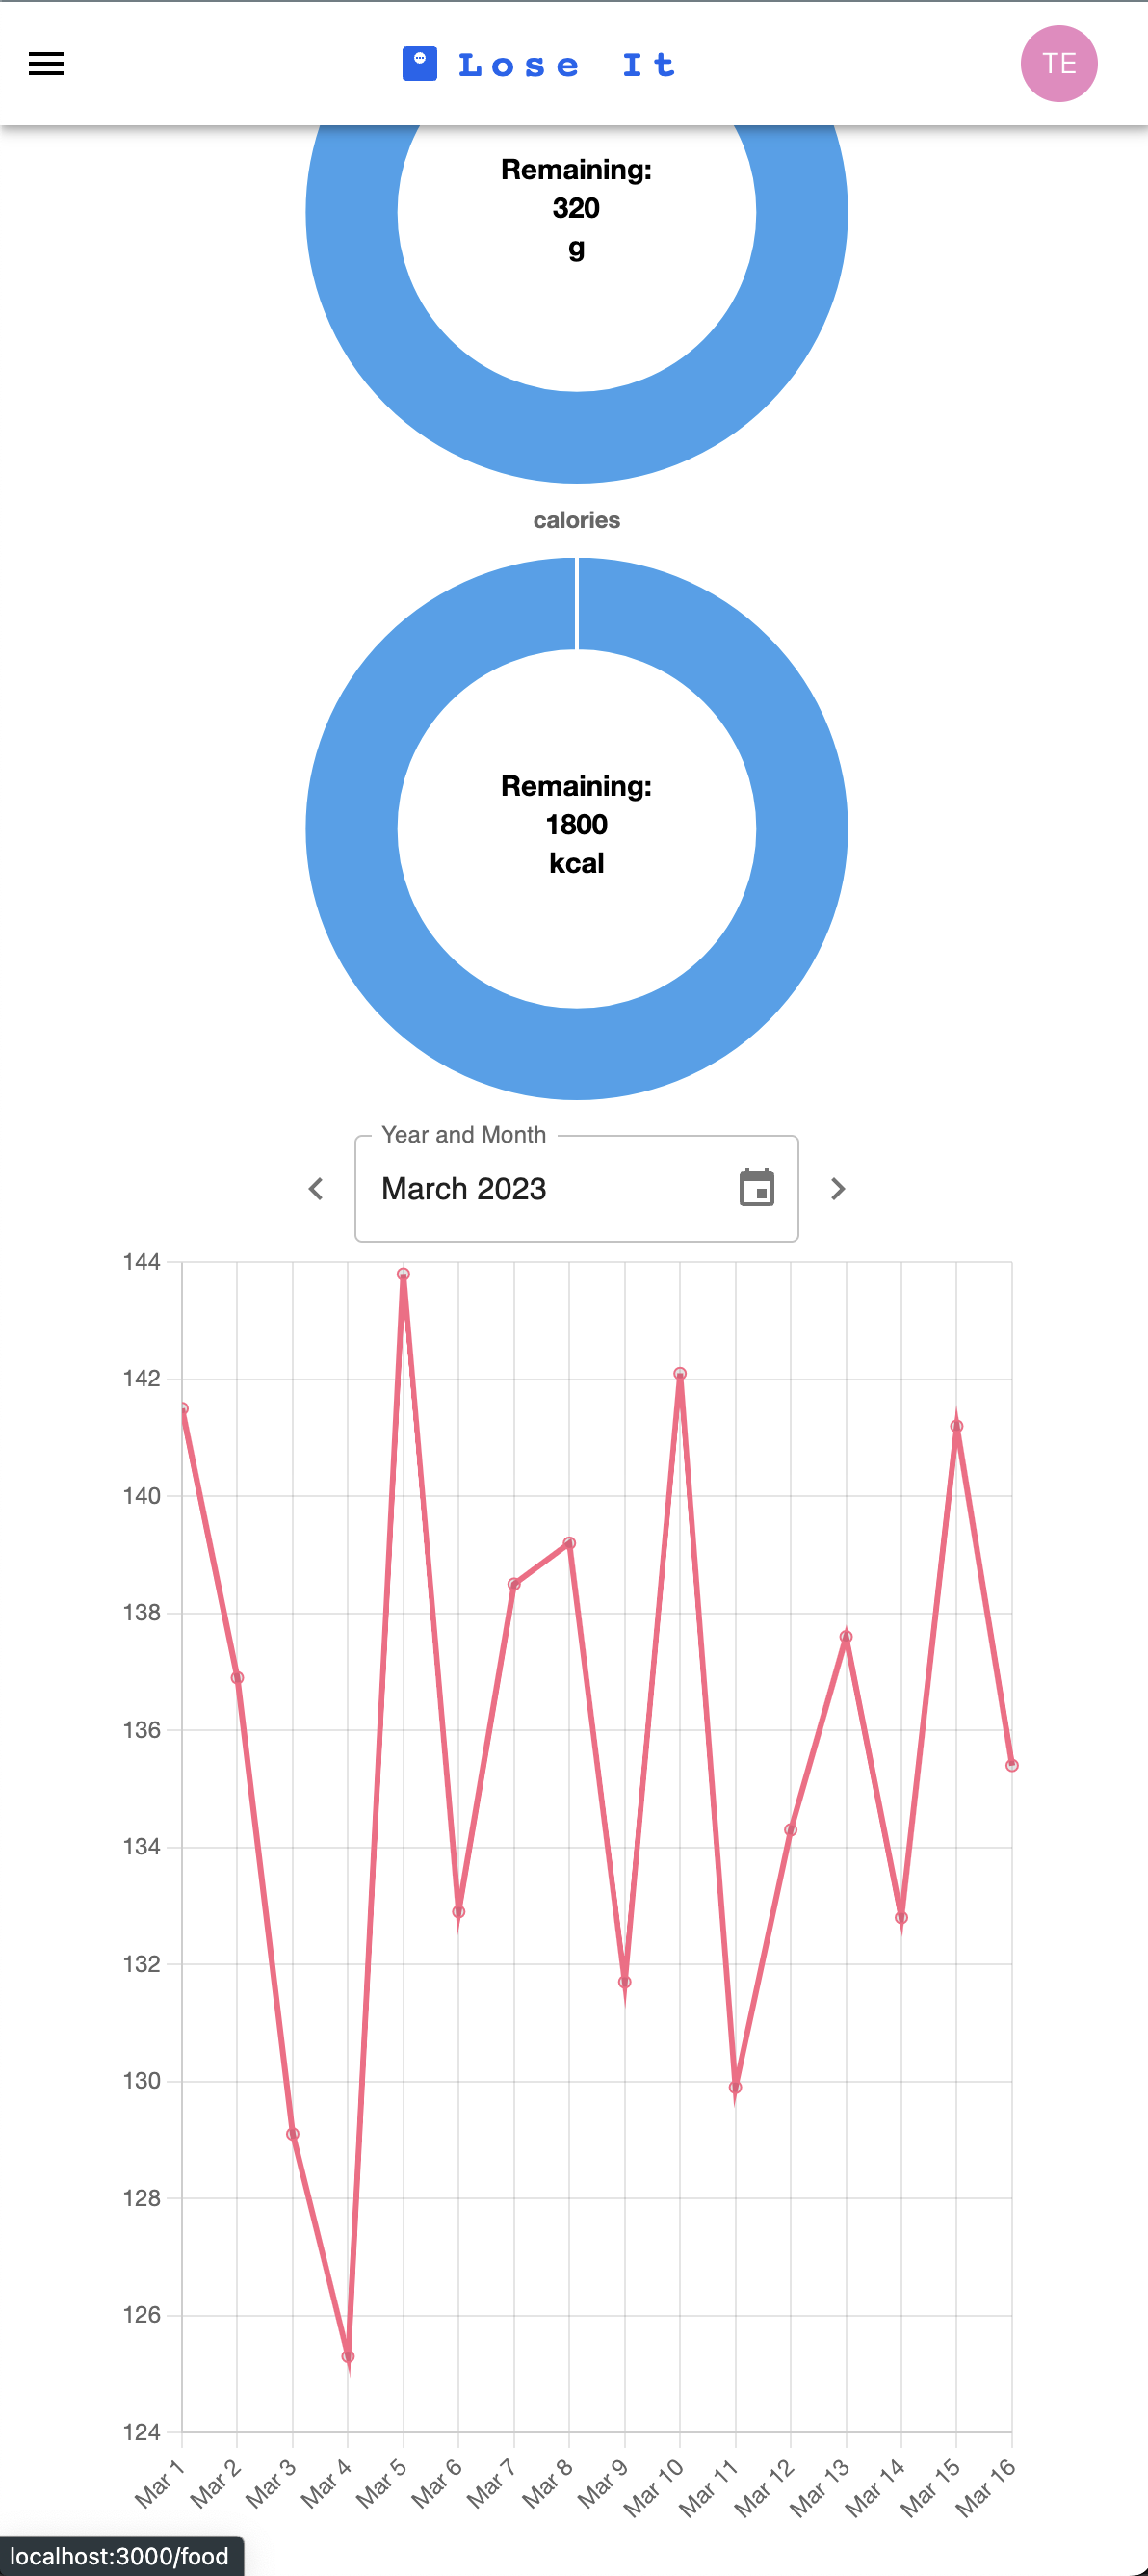 Lose It
TE
Remaining:
320
g
calories
Remaining:
1800
kcal
Year and Month
March 2023
144
142
140
138
136
134
132
130
128
126
124
Mar 1
Mar 2
Mar 3
Mar 4
Mar 5
Mar 6
Mar 7
Mar 8
Mar 9
Mar 10
Mar 11
Mar 12
Mar 13
Mar 14
Mar 15
Mar 16
localhost:3000/food